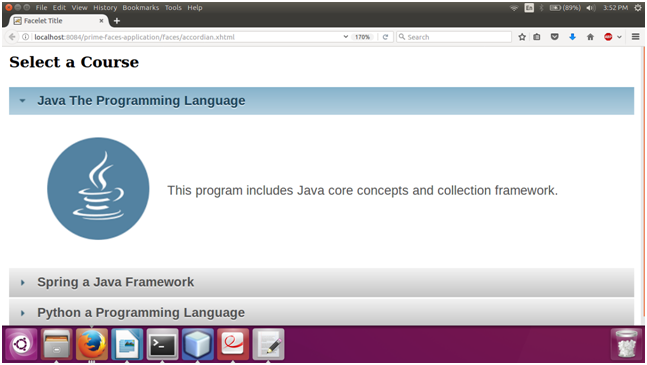 File Edit View History Bookmarks Tools Help
En (89%) 3:52 PM
Facelet Title
localhost:8084/prime-faces-application/faces/accordian.xhtml 170% Search
ABP
Select a Course
Java The Programming Language
This program includes Java core concepts and collection framework.
Spring a Java Framework
Python a Programming Language